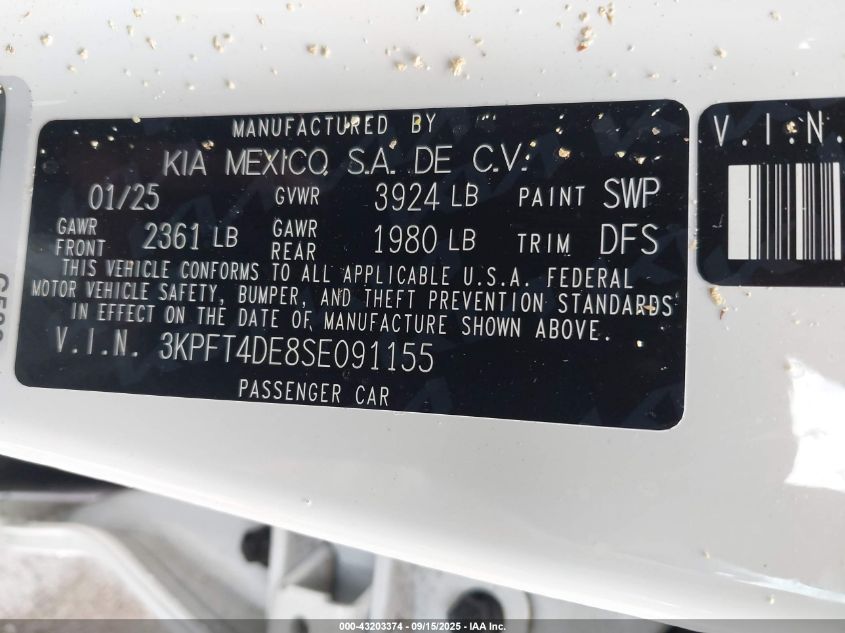 MANUFACTURED BY
KIA MEXICO, S.A. DE C.V.
01/25 GVWR 3924 LB PAINT SWP
GAWR FRONT 2361 LB GAWR REAR 1980 LB TRIM DFS
THIS VEHICLE CONFORMS TO ALL APPLICABLE U.S.A. FEDERAL
MOTOR VEHICLE SAFETY, BUMPER, AND THEFT PREVENTION STANDARDS
IN EFFECT ON THE DATE OF MANUFACTURE SHOWN ABOVE.
V.I.N. 3KPFT4DE8SE091155
PASSENGER CAR
V.I.N.
000-43203374 - 09/15/2025 - IAA Inc.